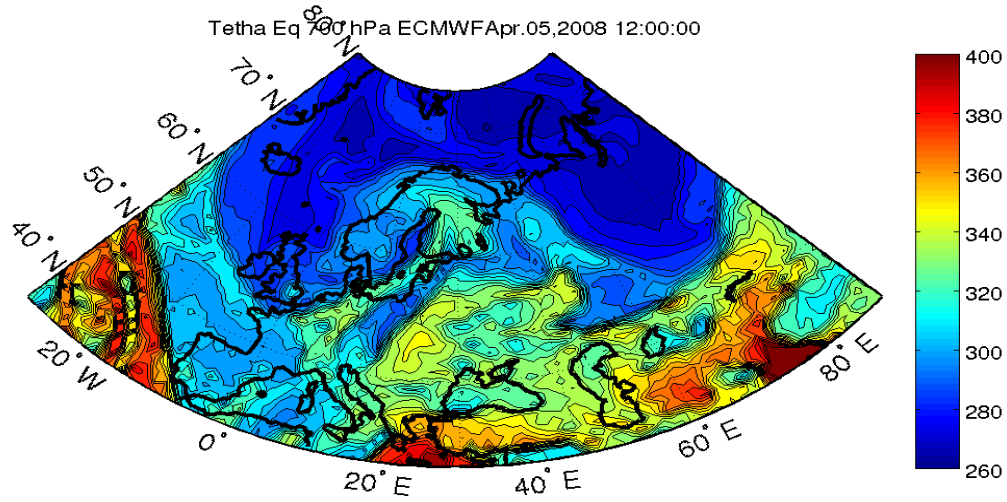 Tetha Eq 700 hPa ECMWFApr.05,2008 12:00:00
80° N
70° N
60° N
50° N
40° N
20° W
0°
20° E
40° E
60° E
80° E
400
380
360
340
320
300
280
260